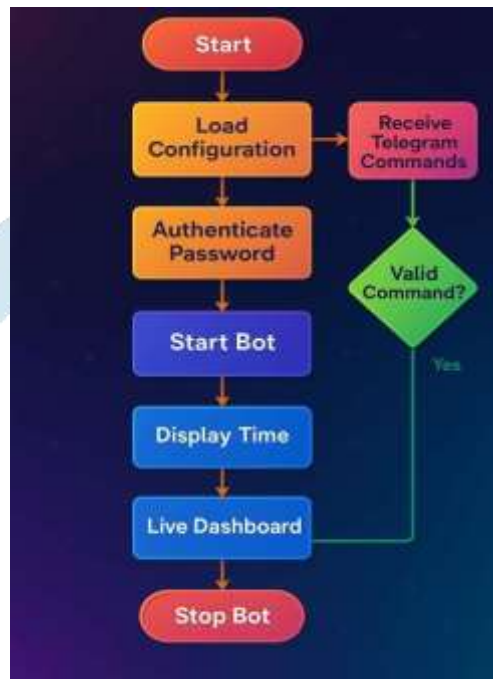 Start
Load
Configuration
Receive
Telegram
Commands
Authenticate
Password
Valid
Command?
Start Bot
Yes
Display Time
Live Dashboard
Stop Bot